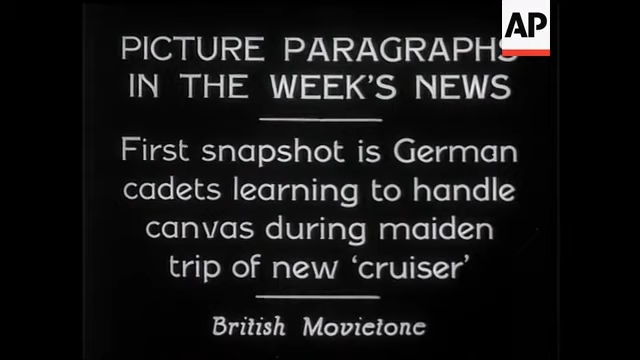 AP
PICTURE PARAGRAPHS
IN THE WEEK'S NEWS
First snapshot is German
cadets learning to handle
canvas during maiden
trip of new 'cruiser'
British Movietone